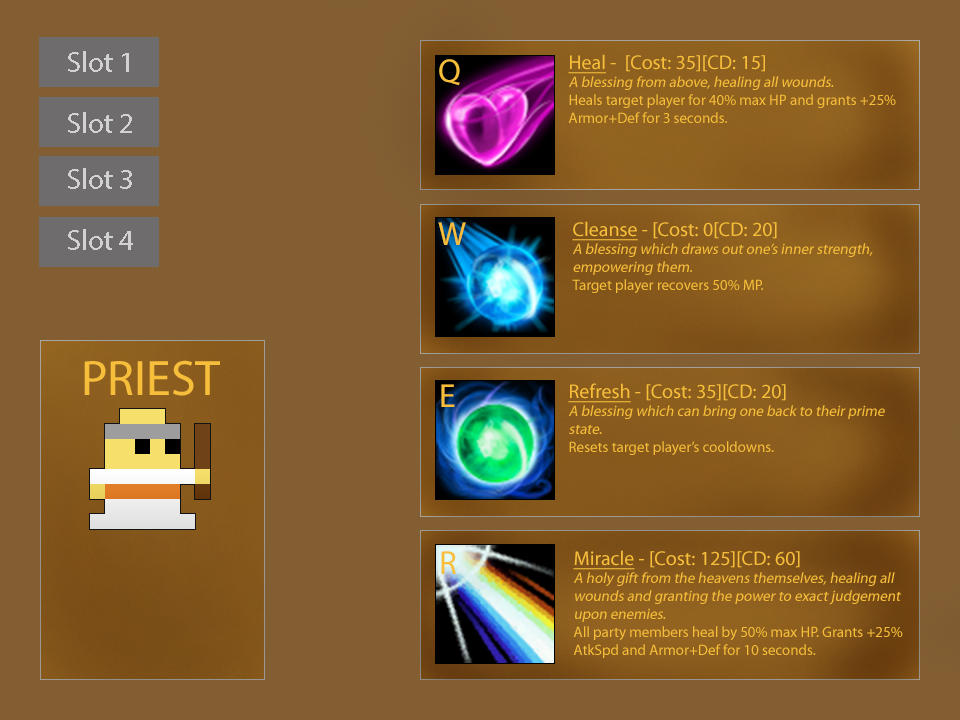 Slot 1
Slot 2
Slot 3
Slot 4
PRIEST
Q
Heal -  [Cost: 35][CD: 15]
A blessing from above, healing all wounds.
Heals target player for 40% max HP and grants +25%
Armor+Def for 3 seconds.
W
Cleanse - [Cost: 0[CD: 20]
A blessing which draws out one's inner strength,
empowering them.
Target player recovers 50% MP.
E
Refresh - [Cost: 35][CD: 20]
A blessing which can bring one back to their prime
state.
Resets target player's cooldowns.
R
Miracle - [Cost: 125][CD: 60]
A holy gift from the heavens themselves, healing all
wounds and granting the power to exact judgement
upon enemies.
All party members heal by 50% max HP. Grants +25%
AtkSpd and Armor+Def for 10 seconds.